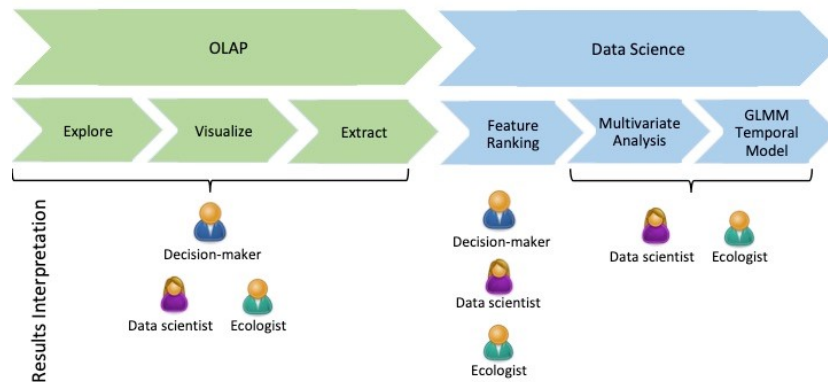 OLAP
Data Science
Explore
Visualize
Extract
Feature
Ranking
Multivariate
Analysis
GLMM
Temporal
Model
Results Interpretation
Decision-maker
Data scientist
Ecologist
Decision-maker
Data scientist
Ecologist
Data scientist
Ecologist